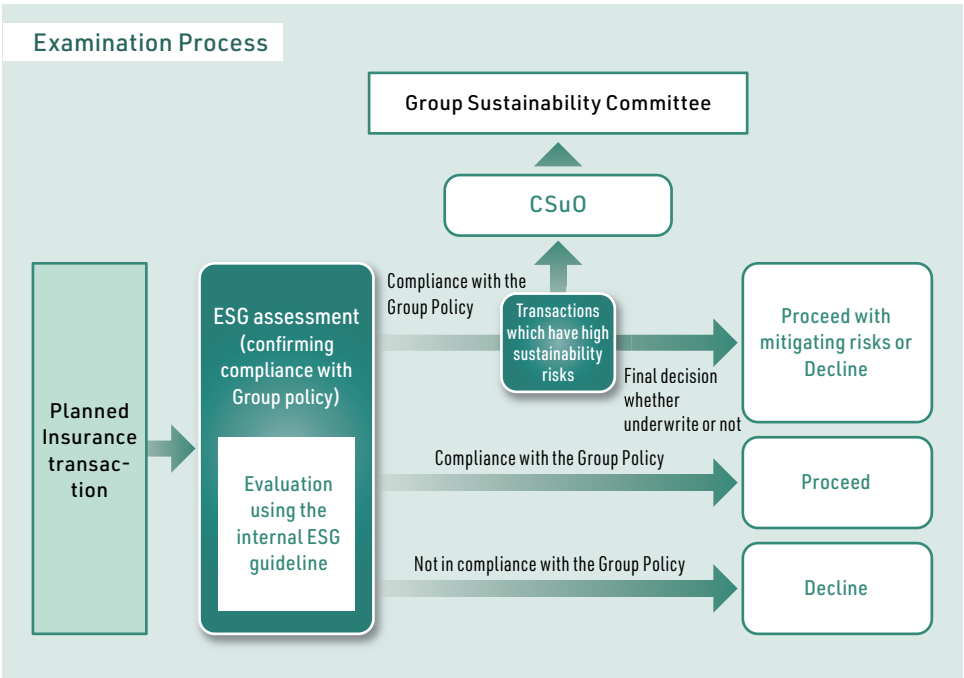 Examination Process
Group Sustainability Committee
CSuO
Planned
Insurance
transac-
tion
ESG assessment
(confirming
compliance with
Group policy)
Evaluation
using the
internal ESG
guideline
Compliance with the
Group Policy
Transactions
which have high
sustainability
risks
Final decision
whether
underwrite or not
Proceed with
mitigating risks or
Decline
Compliance with the Group Policy
Proceed
Not in compliance with the Group Policy
Decline